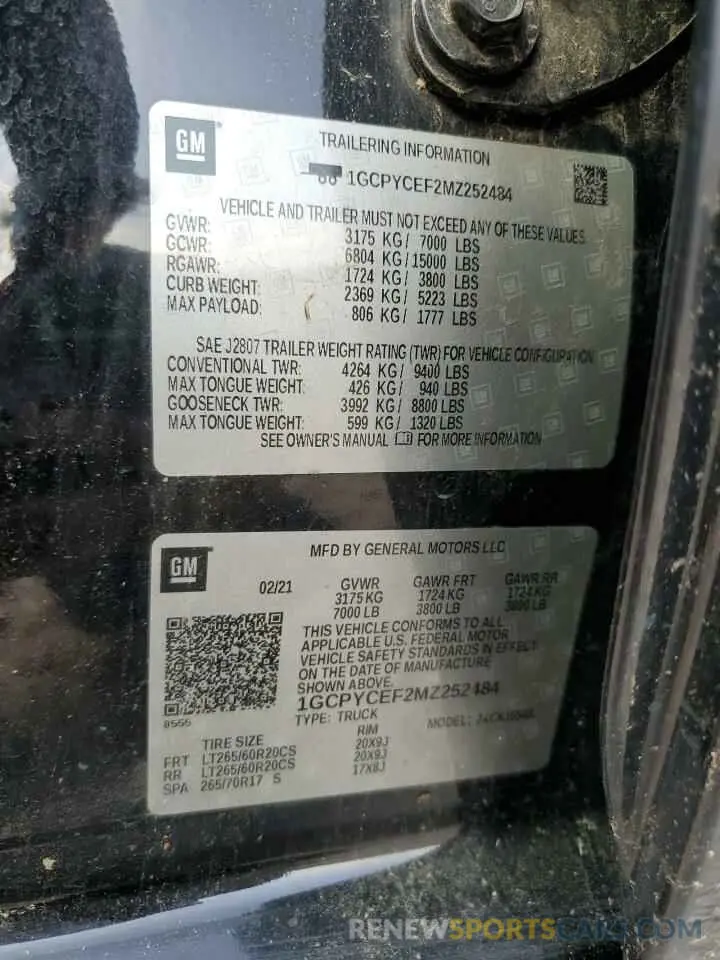 GM
TRAILERING INFORMATION
1GCPYCEF2MZ252484
VEHICLE AND TRAILER MUST NOT EXCEED ANY OF THESE VALUES
GVWR: 3175 KG/ 7000 LBS
GCWR: 6804 KG/15000 LBS
RGAWR: 1724 KG/ 3800 LBS
CURB WEIGHT: 2369 KG/ 5223 LBS
MAX PAYLOAD: 806 KG/ 1777 LBS
SAE J2807 TRAILER WEIGHT RATING (TWR) FOR VEHICLE CONFIGURATION
CONVENTIONAL TWR: 4264 KG/ 9400 LBS
MAX TONGUE WEIGHT: 426 KG/ 940 LBS
GOOSENECK TWR: 3992 KG/ 8800 LBS
MAX TONGUE WEIGHT: 599 KG/ 1320 LBS
SEE OWNER'S MANUAL FOR MORE INFORMATION
GM
MFD BY GENERAL MOTORS LLC
02/21 GVWR GAWR FRT GAWR RR
3175 KG 1724 KG 1724 KG
7000 LB 3800 LB 3800 LB
THIS VEHICLE CONFORMS TO ALL
APPLICABLE U.S. FEDERAL MOTOR
VEHICLE SAFETY STANDARDS IN EFFECT
ON THE DATE OF MANUFACTURE
SHOWN ABOVE.
1GCPYCEF2MZ252484
TYPE: TRUCK MODEL:
TIRE SIZE RIM
FRT LT265/60R20CS 20X9J
RR LT265/60R20CS 20X9J
SPA 265/70R17 S 17X8J
RENEWSPORTSCARS.COM